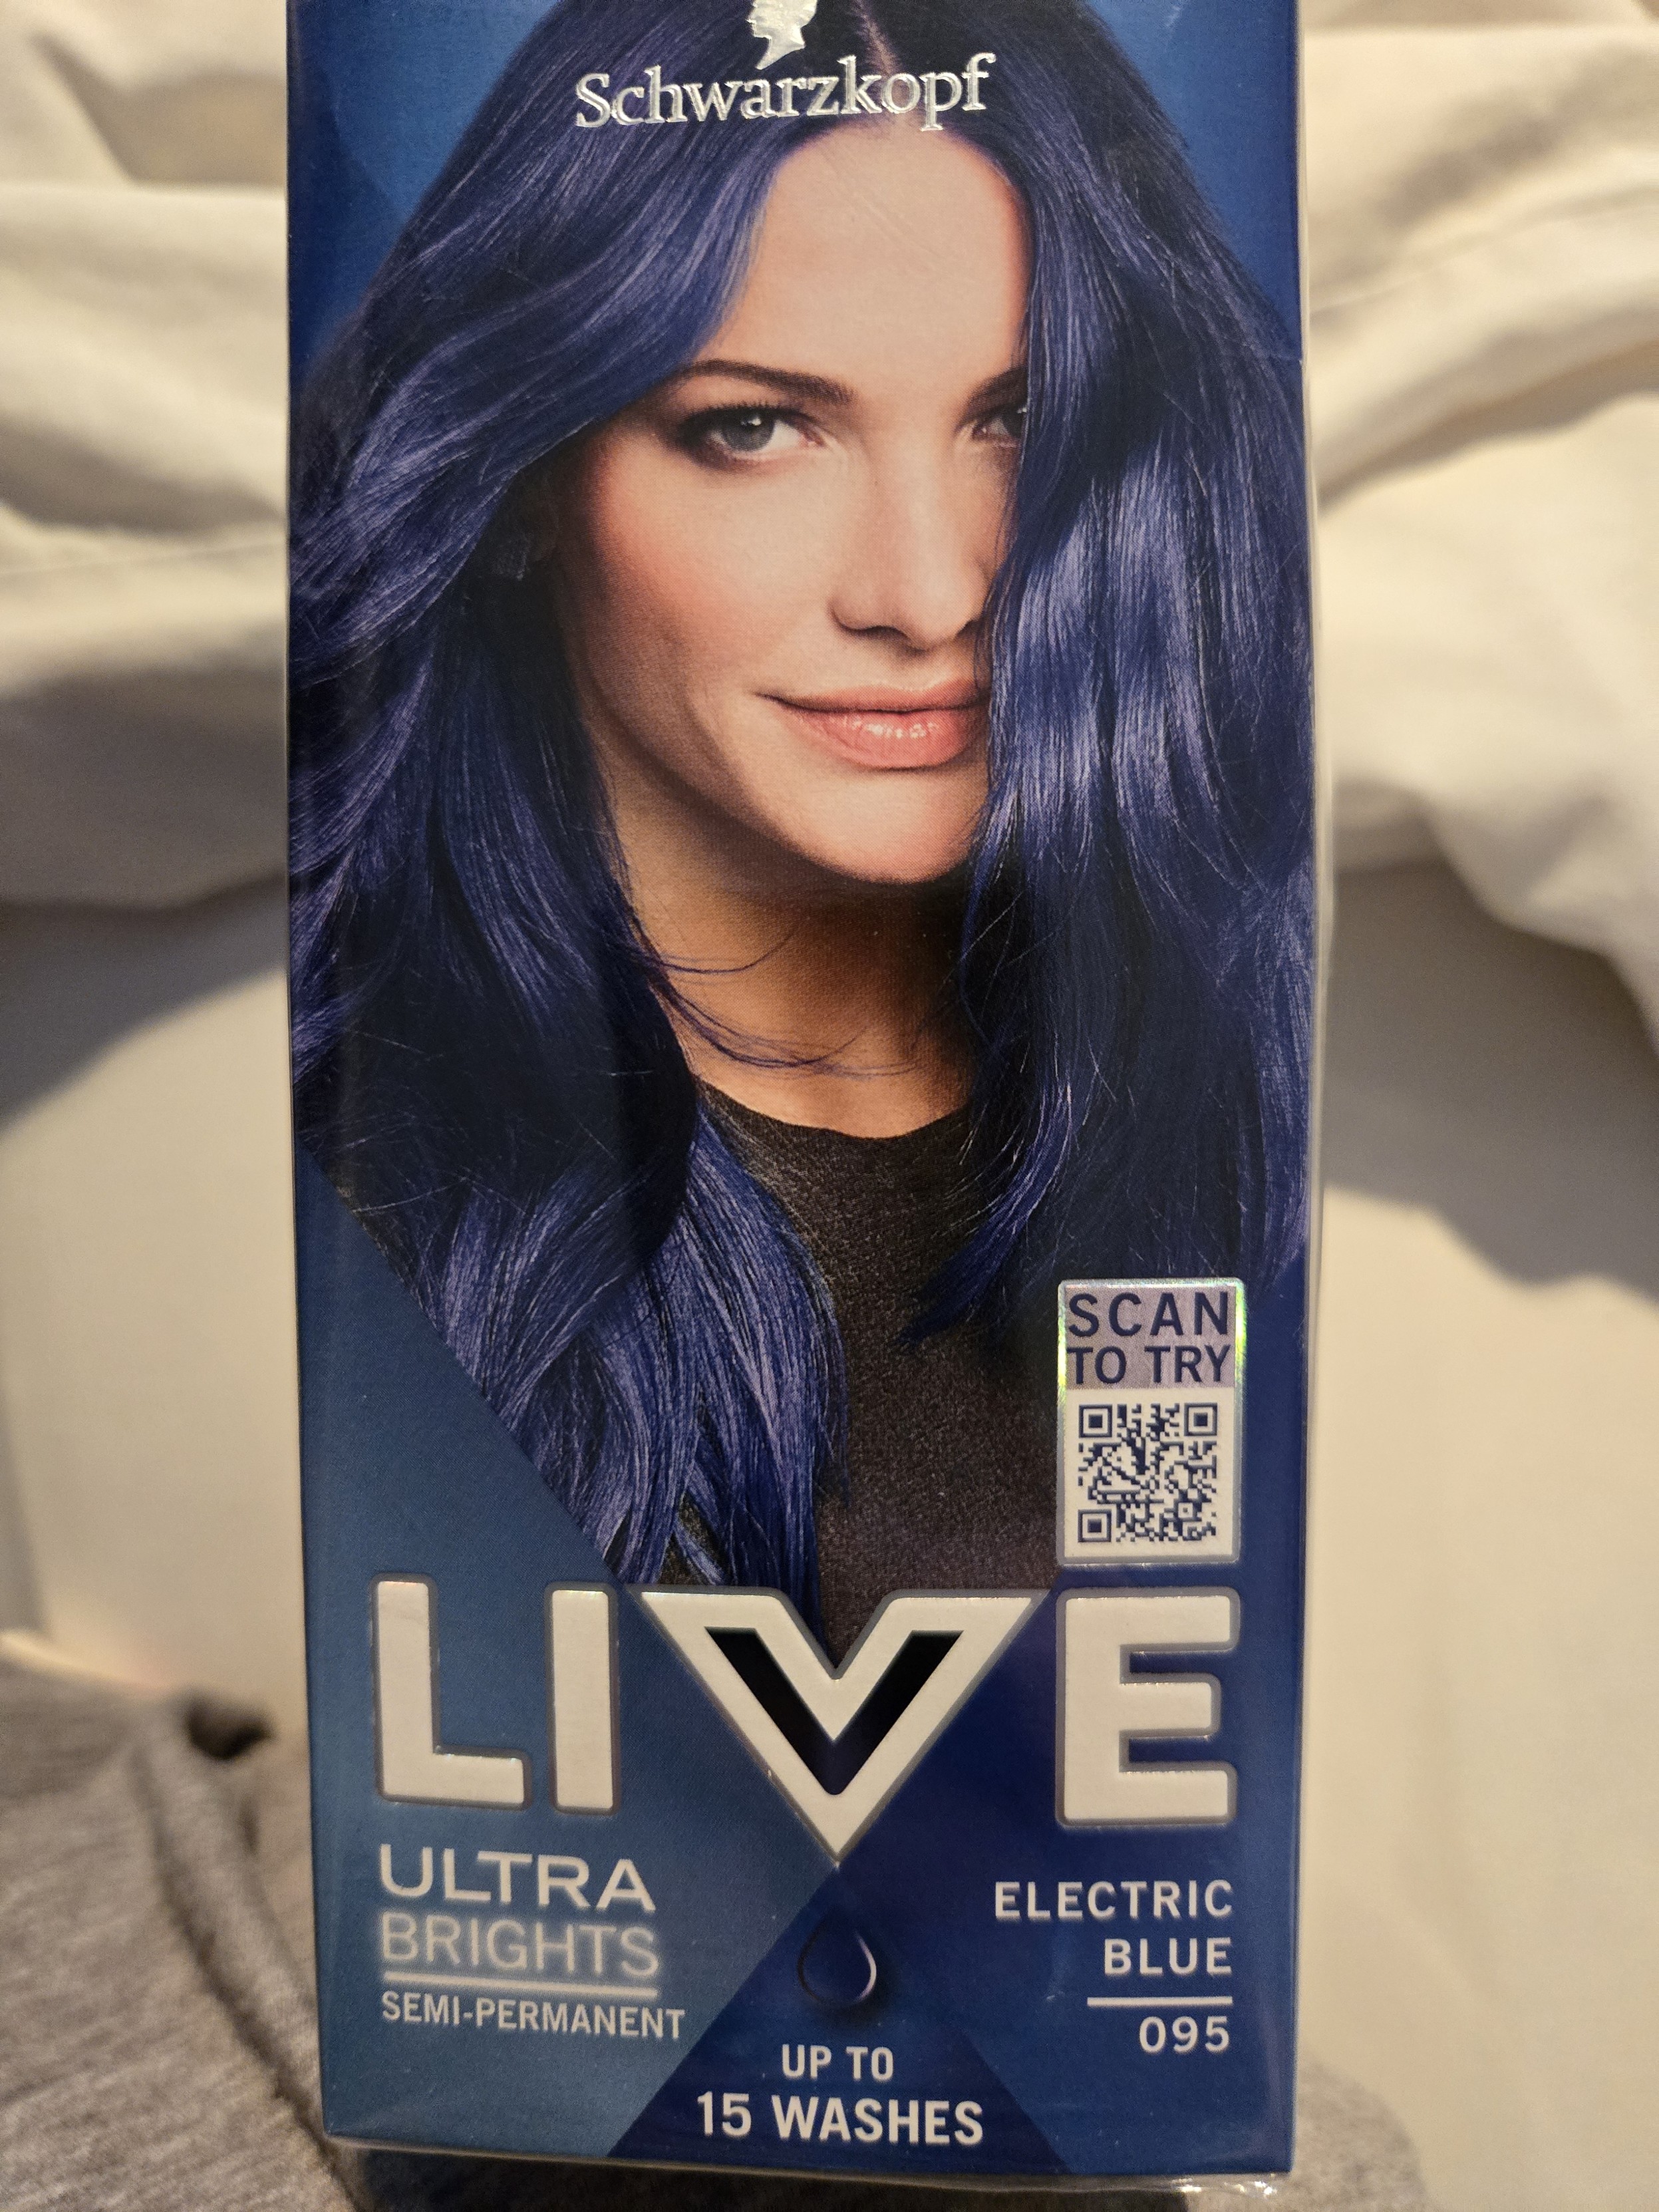 Schwarzkopf
SCAN
TO TRY
LIVE
ULTRA
BRIGHTS
SEMI-PERMANENT
ELECTRIC
BLUE
095
UP TO
15 WASHES